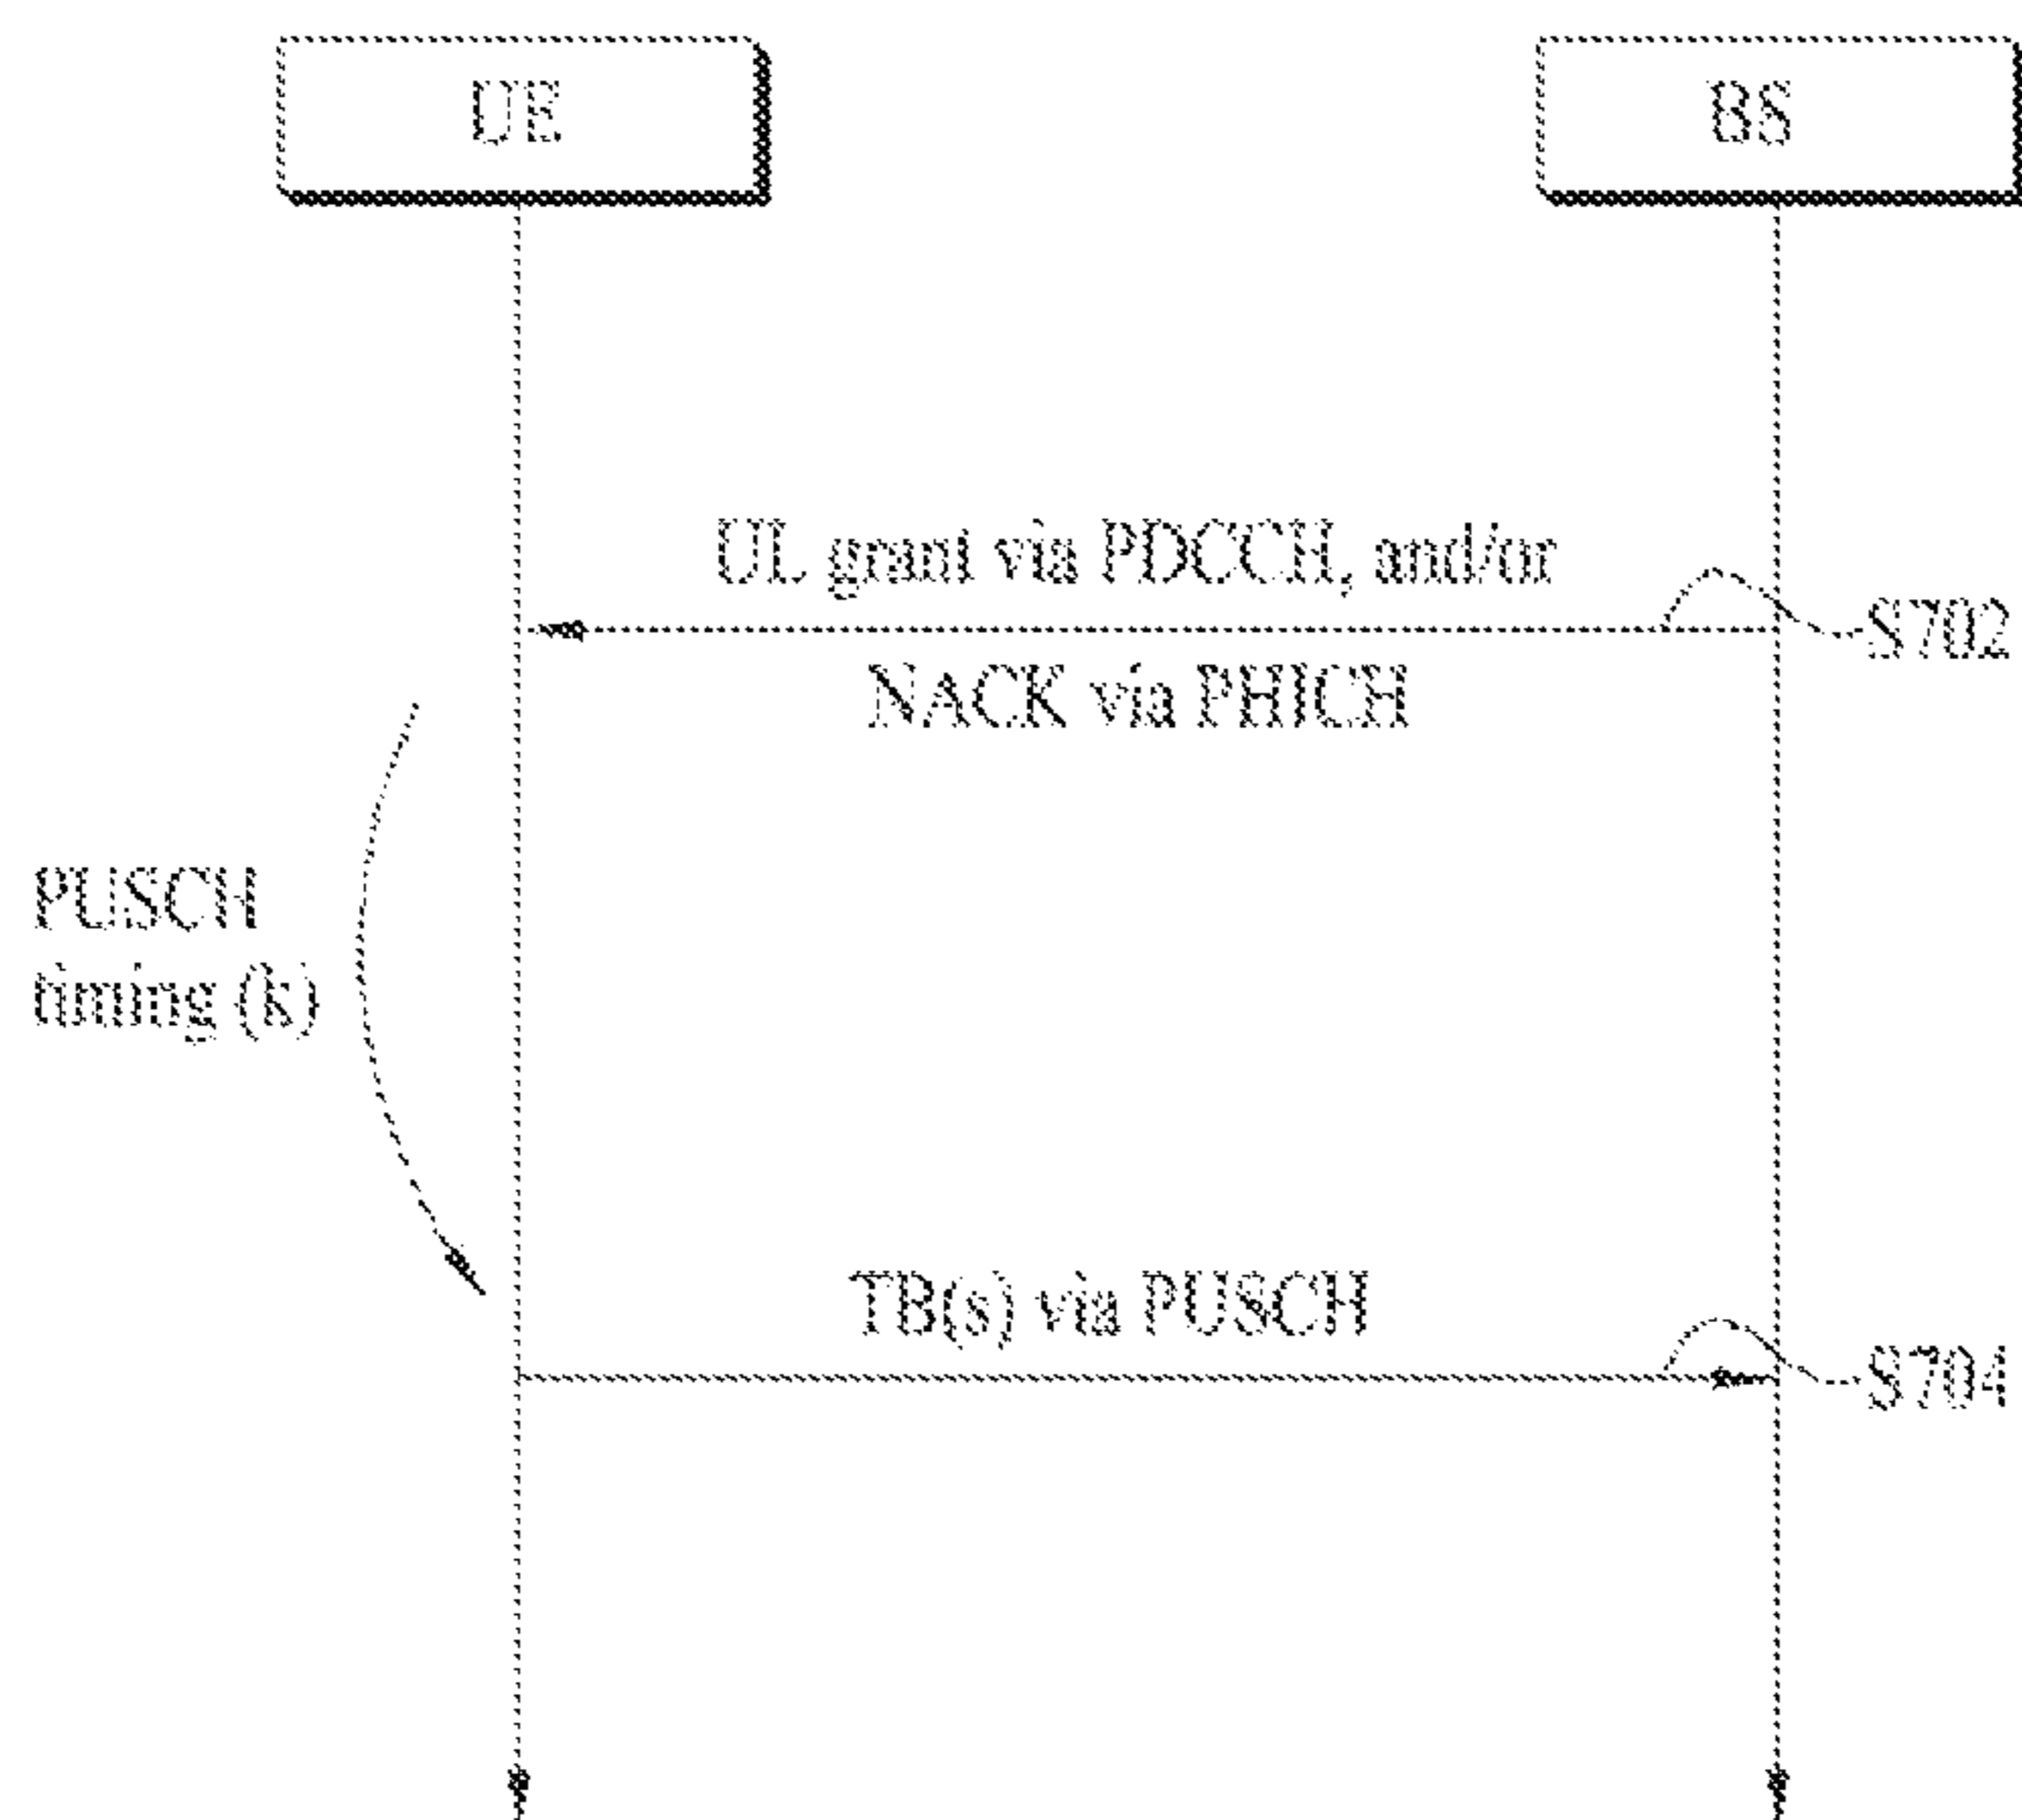 UE
BS
UL grant via PDCCH, and/or
S702
NACK via PHICH
PUSCH
timing (k)
TB(s) via PUSCH
S704